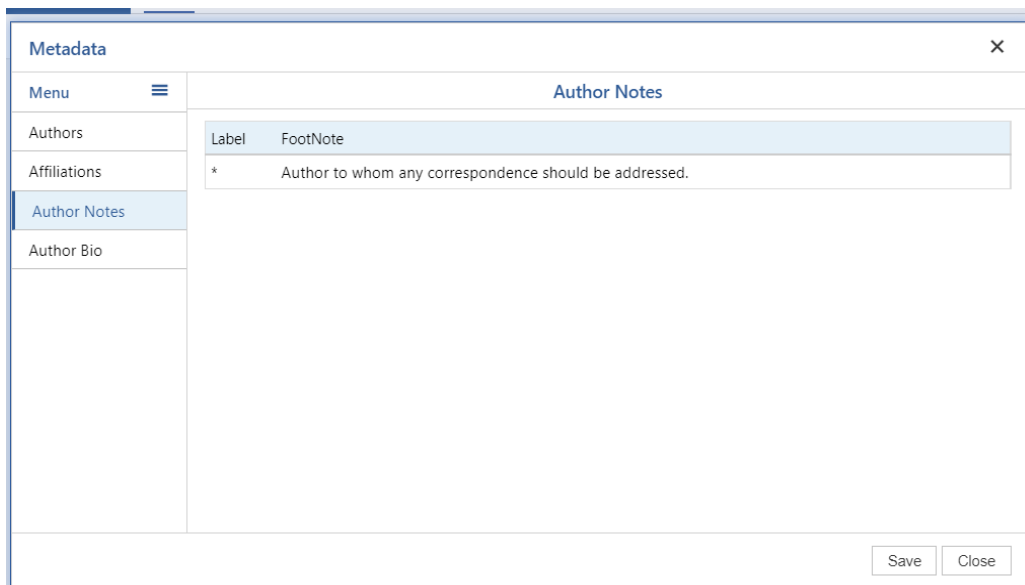 Metadata
Menu
Author Notes
Authors
Label FootNote
Affiliations
* Author to whom any correspondence should be addressed.
Author Notes
Author Bio
Save Close